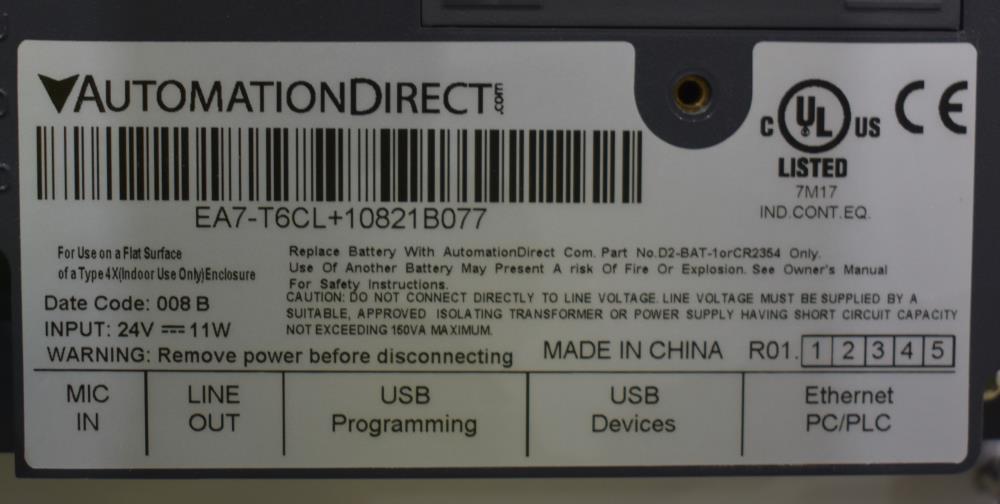 AUTOMATIONDIRECT.com
EA7-T6CL+10821B077
C UL US CE
LISTED
7M17
IND.CONT.EQ.
For Use on a Flat Surface
of a Type 4X(Indoor Use Only)Enclosure
Replace Battery With AutomationDirect Com. Part No.D2-BAT-1orCR2354 Only.
Use Of Another Battery May Present A risk Of Fire Or Explosion. See Owner's Manual
For Safety Instructions.
CAUTION: DO NOT CONNECT DIRECTLY TO LINE VOLTAGE. LINE VOLTAGE MUST BE SUPPLIED BY A
SUITABLE, APPROVED ISOLATING TRANSFORMER OR POWER SUPPLY HAVING SHORT CIRCUIT CAPACITY
NOT EXCEEDING 150VA MAXIMUM.
Date Code: 008 B
INPUT: 24V ⎓ 11W
WARNING: Remove power before disconnecting
MADE IN CHINA
R01. 1 2 3 4 5
MIC
IN
LINE
OUT
USB
Programming
USB
Devices
Ethernet
PC/PLC